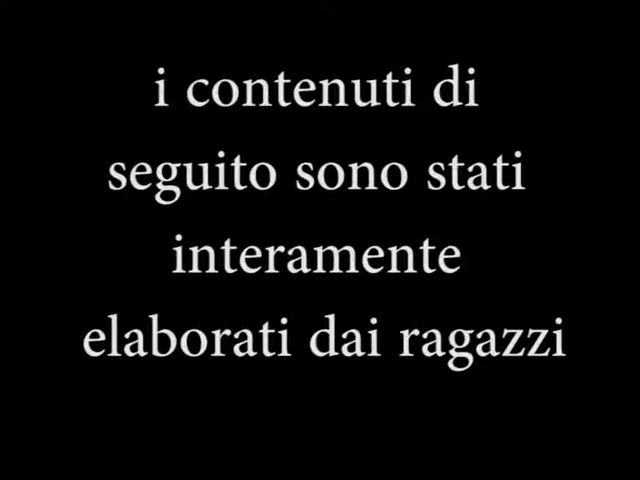 i contenuti di
seguito sono stati
interamente
elaborati dai ragazzi